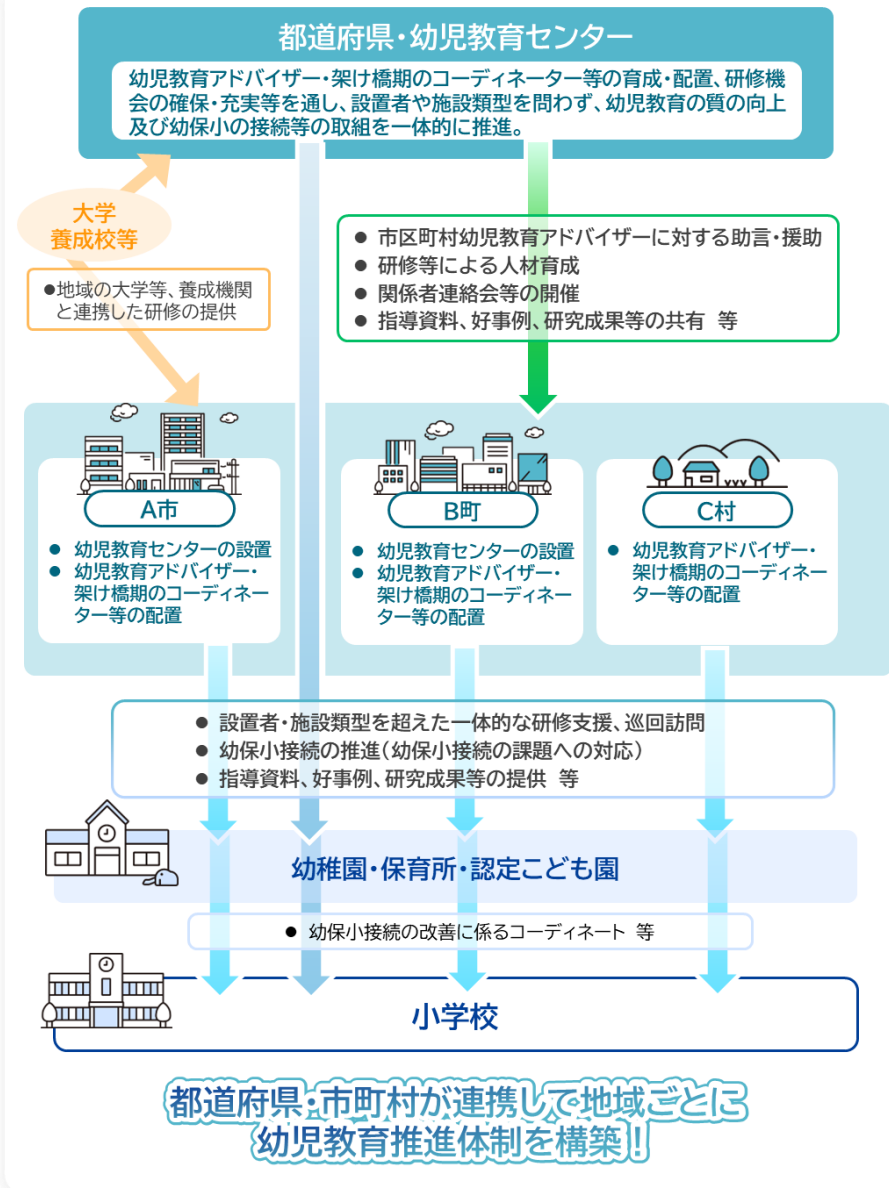 都道府県・幼児教育センター
幼児教育アドバイザー・架け橋期のコーディネーター等の育成・配置、研修機
会の確保・充実等を通し、設置者や施設類型を問わず、幼児教育の質の向上
及び幼保小の接続等の取組を一体的に推進。
大学
養成校等
●地域の大学等、養成機関
と連携した研修の提供
● 市区町村幼児教育アドバイザーに対する助言・援助
● 研修等による人材育成
● 関係者連絡会等の開催
● 指導資料、好事例、研究成果等の共有 等
A市
● 幼児教育センターの設置
● 幼児教育アドバイザー・
架け橋期のコーディネー
ター等の配置
B町
● 幼児教育センターの設置
● 幼児教育アドバイザー・
架け橋期のコーディネー
ター等の配置
C村
● 幼児教育アドバイザー・
架け橋期のコーディネー
ター等の配置
● 設置者・施設類型を超えた一体的な研修支援、巡回訪問
● 幼保小接続の推進(幼保小接続の課題への対応)
● 指導資料、好事例、研究成果等の提供 等
幼稚園・保育所・認定こども園
● 幼保小接続の改善に係るコーディネート 等
小学校
都道府県・市町村が連携して地域ごとに
幼児教育推進体制を構築!